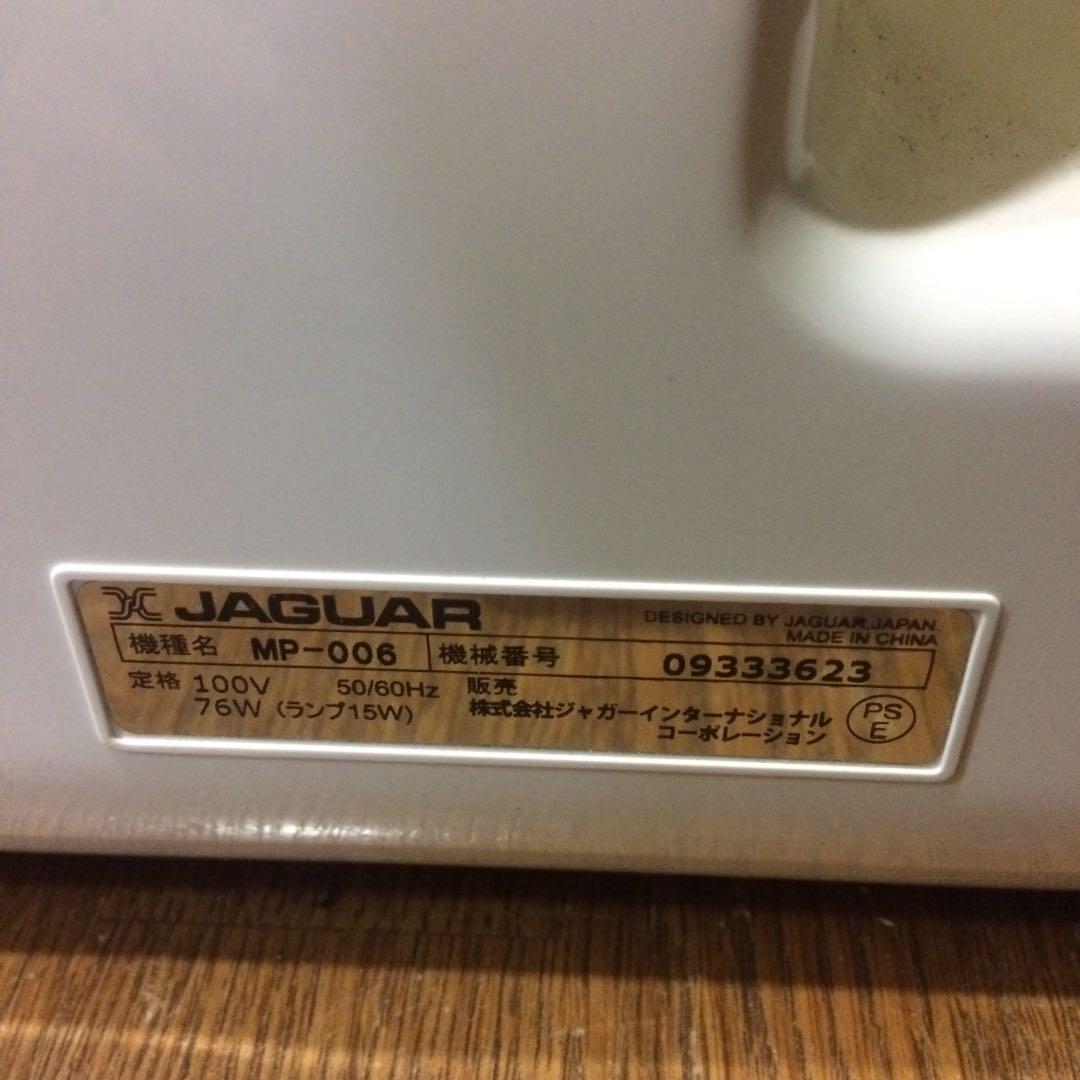 JAGUAR
DESIGNED BY JAGUAR,JAPAN.
MADE IN CHINA
機種名 MP-006 機械番号 09333623
定格 100V 50/60Hz 販売
76W (ランプ15W) 株式会社ジャガーインターナショナル
コーポレーション
PS
E